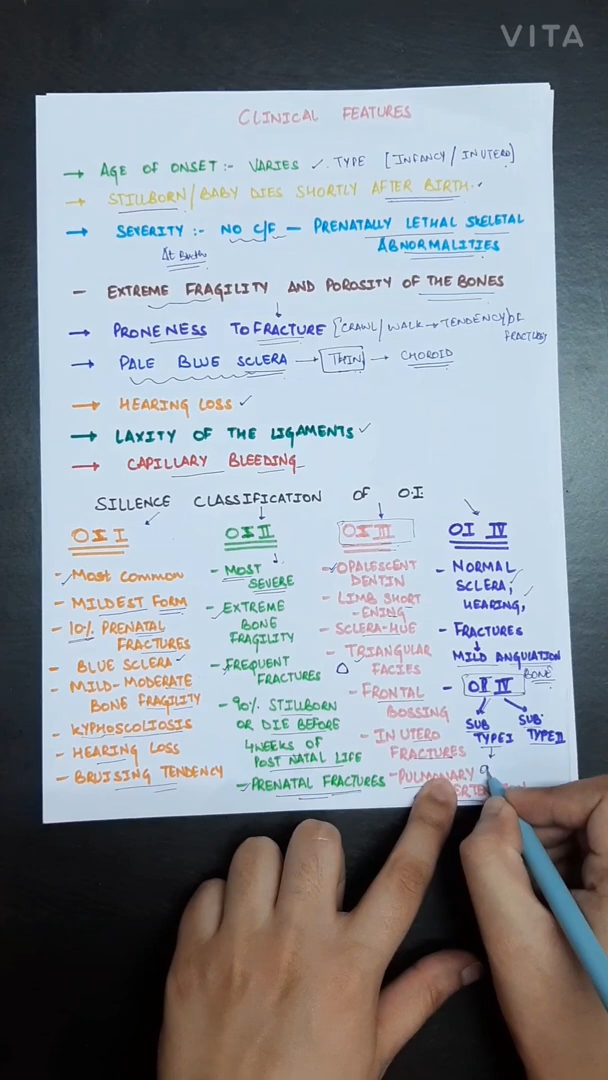 VITA
CLINICAL FEATURES
→ AGE OF ONSET :- VARIES ✓ TYPE [INFANCY / INUTERO]
→ STILLBORN / BABY DIES SHORTLY AFTER BIRTH ✓
→ SEVERITY :- NO C/F - PRENATALLY LETHAL SKELETAL
At Birth ABNORMALITIES
- EXTREME FRAGILITY AND POROSITY OF THE BONES
→ PRONENESS TO FRACTURE [CRAWL / WALK → TENDENCY OF
FRACTURE]
→ PALE BLUE SCLERA → THIN → CHOROID
→ HEARING LOSS ✓
→ LAXITY OF THE LIGAMENTS ✓
→ CAPILLARY BLEEDING
SILLENCE CLASSIFICATION OF O.I.
OI I
- MOST COMMON
- MILDEST FORM
- 10% PRENATAL
FRACTURES
- BLUE SCLERA ✓
- MILD-MODERATE
BONE FRAGILITY
- KYPHOSCOLIOSIS
- HEARING LOSS
- BRUISING TENDENCY
OI II
- MOST
SEVERE
- EXTREME
BONE
FRAGILITY
- FREQUENT
FRACTURES
- 90% STILLBORN
OR DIE BEFORE
4WEEKS OF
POST NATAL LIFE
- PRENATAL FRACTURES
OI III
- OPALESCENT
DENTIN
- LIMB SHORT
-ENING
- SCLERA-HUE
- TRIANGULAR
FACIES
- FRONTAL
BOSSING
- IN UTERO
FRACTURES
- PULMONARY
OI IV
- NORMAL
SCLERA,
HEARING,
- FRACTURES
MILD ANGULATION
BONE
- OI IV
SUB
TYPE I
SUB
TYPE II